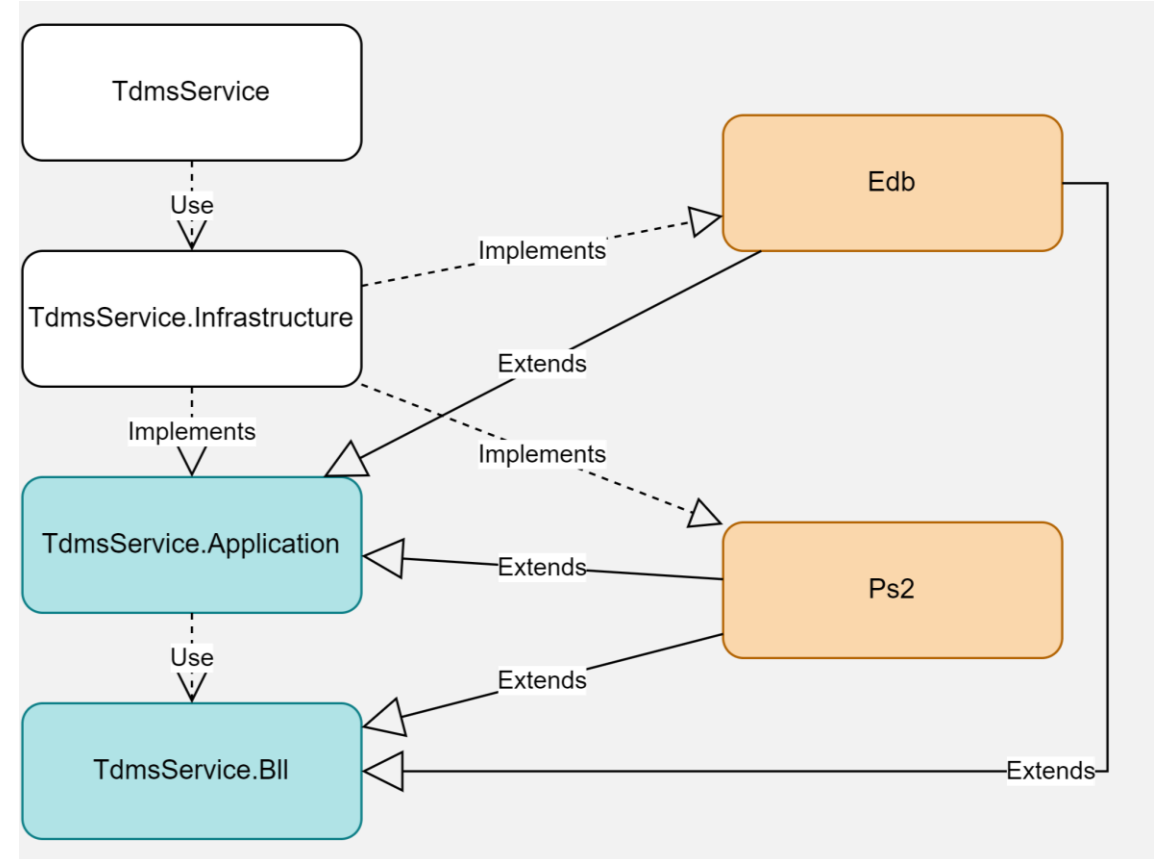 TdmsService
Edb
Use
Implements
TdmsService.Infrastructure
Extends
Implements
Implements
TdmsService.Application
Extends
Ps2
Use
Extends
TdmsService.Bll
Extends